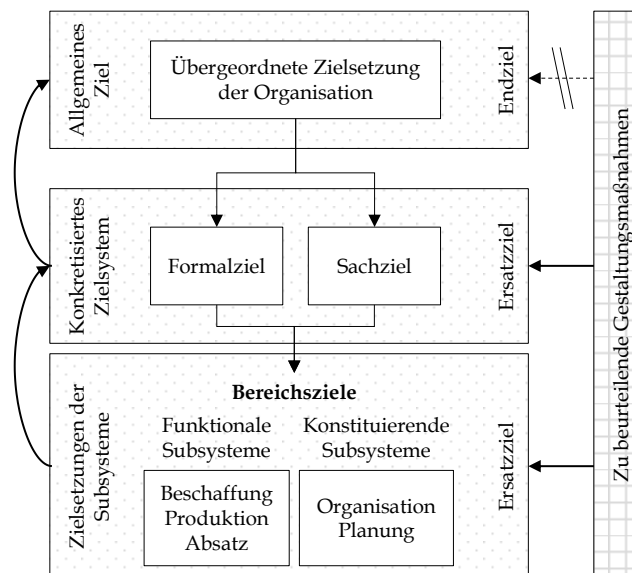 Allgemeines
Ziel
Übergeordnete Zielsetzung
der Organisation
Endziel
Konkretisiertes
Zielsystem
Formalziel
Sachziel
Ersatzziel
Zielsetzungen der
Subsysteme
Bereichsziele
Funktionale
Subsysteme
Konstituierende
Subsysteme
Beschaffung
Produktion
Absatz
Organisation
Planung
Ersatzziel
Zu beurteilende Gestaltungsmaßnahmen